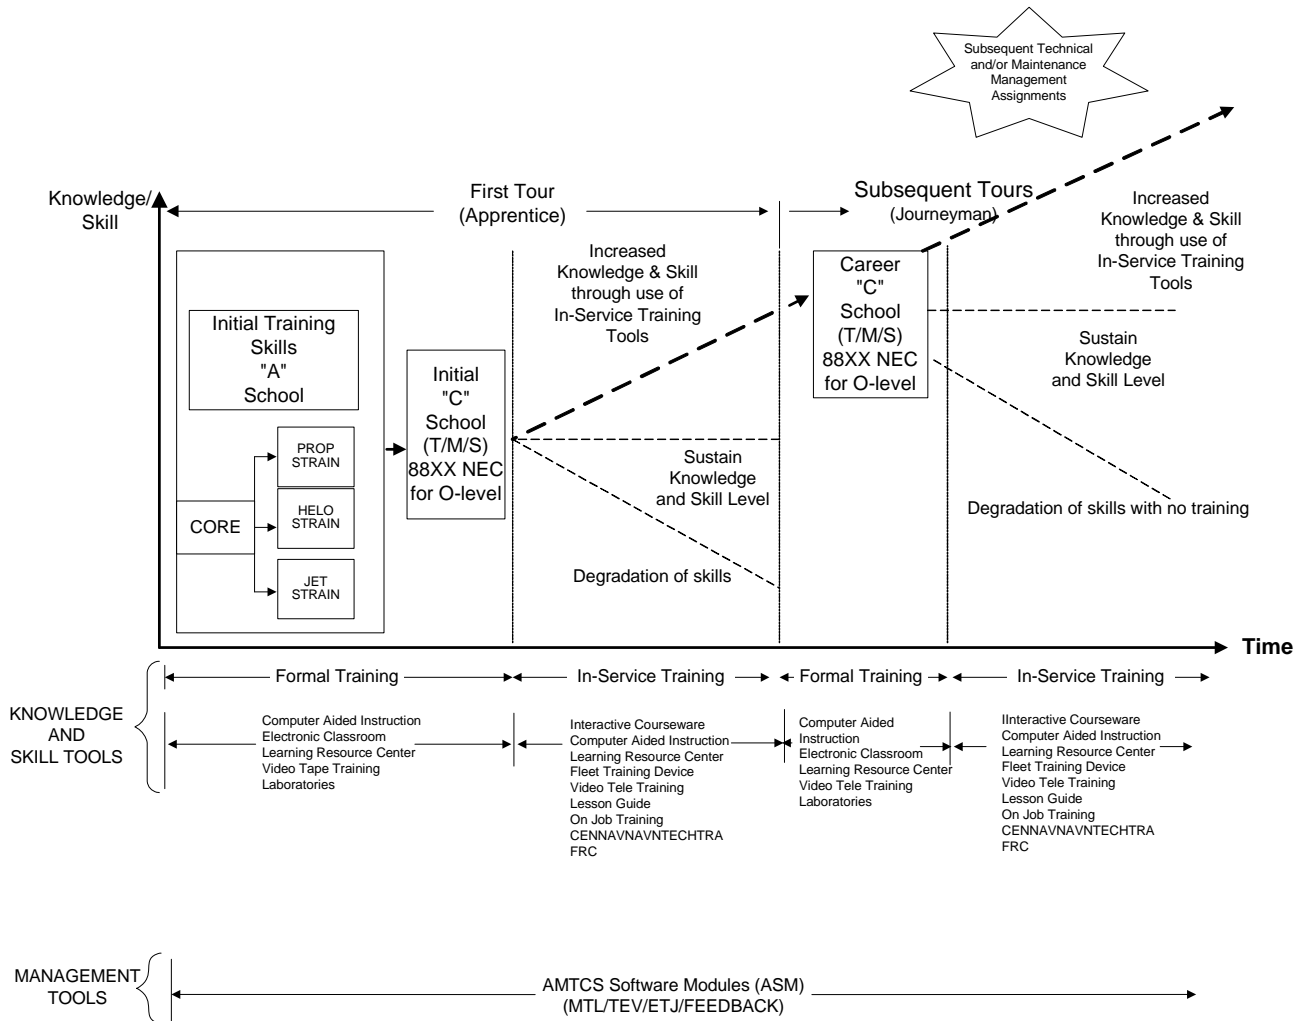 Subsequent Technical
and/or Maintenance
Management
Assignments
Knowledge/
Skill
First Tour
(Apprentice)
Subsequent Tours
(Journeyman)
Increased
Knowledge & Skill
through use of
In-Service Training
Tools
Increased
Knowledge & Skill
through use of
In-Service Training
Tools
Initial Training
Skills
"A"
School
CORE
PROP
STRAIN
HELO
STRAIN
JET
STRAIN
Initial
"C"
School
(T/M/S)
88XX NEC
for O-level
Career
"C"
School
(T/M/S)
88XX NEC
for O-level
Sustain
Knowledge
and Skill Level
Sustain
Knowledge
and Skill Level
Degradation of skills
Degradation of skills with no training
Time
KNOWLEDGE
AND
SKILL TOOLS
Formal Training
In-Service Training
Formal Training
In-Service Training
Computer Aided Instruction
Electronic Classroom
Learning Resource Center
Video Tape Training
Laboratories
Interactive Courseware
Computer Aided Instruction
Learning Resource Center
Fleet Training Device
Video Tele Training
Lesson Guide
On Job Training
CENNAVNAVNTECHTRA
FRC
Computer Aided
Instruction
Electronic Classroom
Learning Resource Center
Video Tele Training
Laboratories
IInteractive Courseware
Computer Aided Instruction
Learning Resource Center
Fleet Training Device
Video Tele Training
Lesson Guide
On Job Training
CENNAVNAVNTECHTRA
FRC
MANAGEMENT
TOOLS
AMTCS Software Modules (ASM)
(MTL/TEV/ETJ/FEEDBACK)